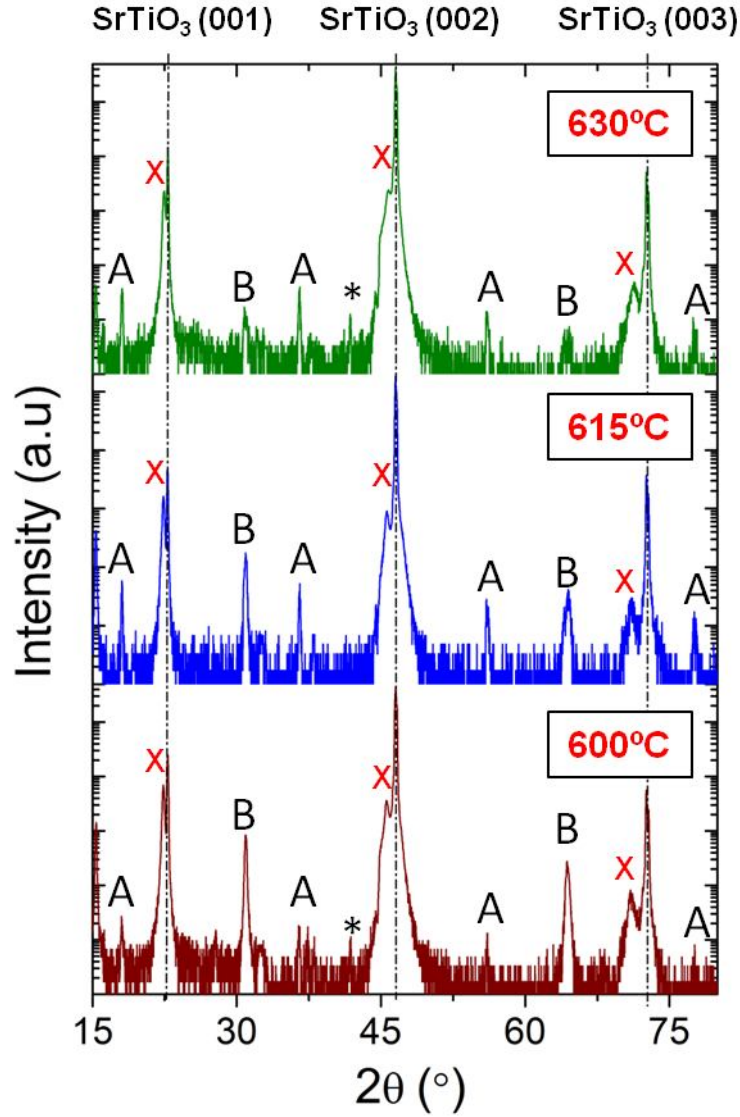 SrTiO₃ (001) SrTiO₃ (002) SrTiO₃ (003)
630ºC
X X
A B A * A B X A
615ºC
X X
A B A A B X A
600ºC
X X
A B A * A B X A
Intensity (a.u)
15 30 45 60 75
2θ (°)